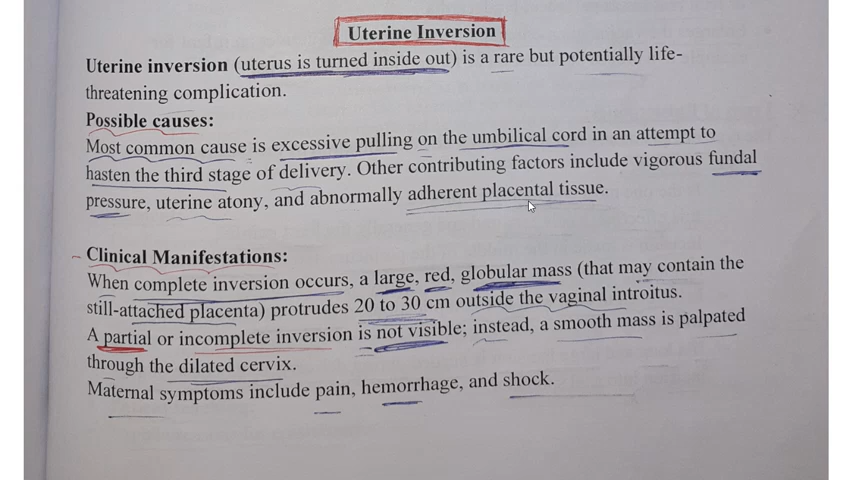 Uterine Inversion
Uterine inversion (uterus is turned inside out) is a rare but potentially life-
threatening complication.
Possible causes:
Most common cause is excessive pulling on the umbilical cord in an attempt to
hasten the third stage of delivery. Other contributing factors include vigorous fundal
pressure, uterine atony, and abnormally adherent placental tissue.
Clinical Manifestations:
When complete inversion occurs, a large, red, globular mass (that may contain the
still-attached placenta) protrudes 20 to 30 cm outside the vaginal introitus.
A partial or incomplete inversion is not visible; instead, a smooth mass is palpated
through the dilated cervix.
Maternal symptoms include pain, hemorrhage, and shock.